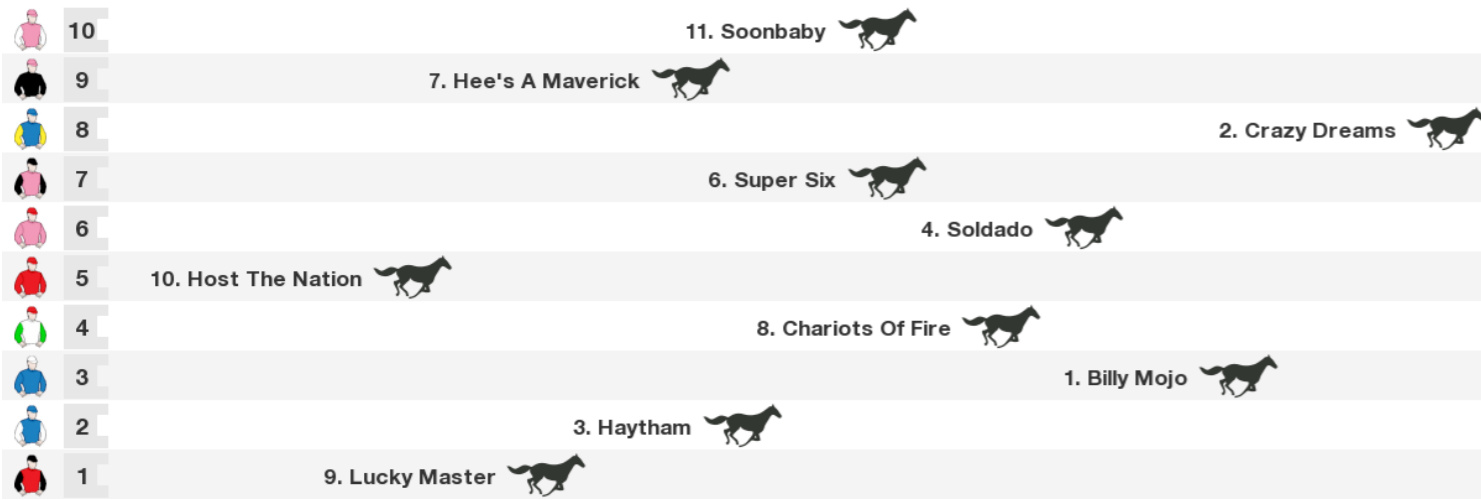 10 11. Soonbaby
9 7. Hee's A Maverick
8 2. Crazy Dreams
7 6. Super Six
6 4. Soldado
5 10. Host The Nation
4 8. Chariots Of Fire
3 1. Billy Mojo
2 3. Haytham
1 9. Lucky Master